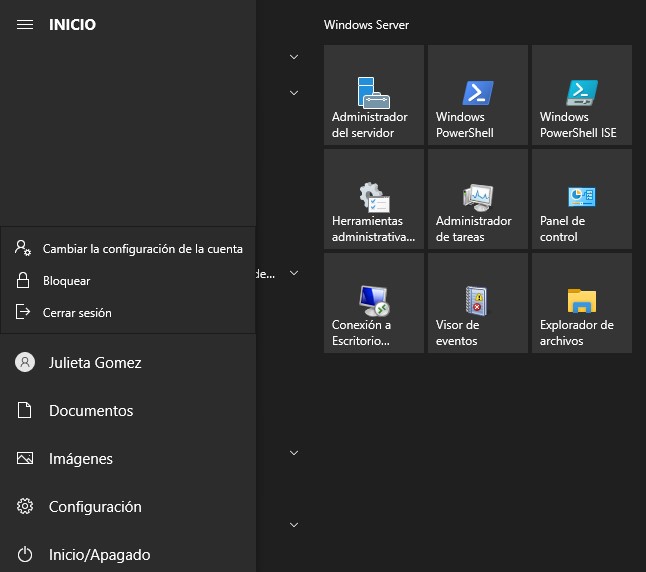 INICIO
Cambiar la configuración de la cuenta
Bloquear
Cerrar sesión
Julieta Gomez
Documentos
Imágenes
Configuración
Inicio/Apagado
de...
Windows Server
Administrador
del servidor
Windows
PowerShell
Windows
PowerShell ISE
Herramientas
administrativa...
Administrador
de tareas
Panel de
control
Conexión a
Escritorio...
Visor de
eventos
Explorador de
archivos